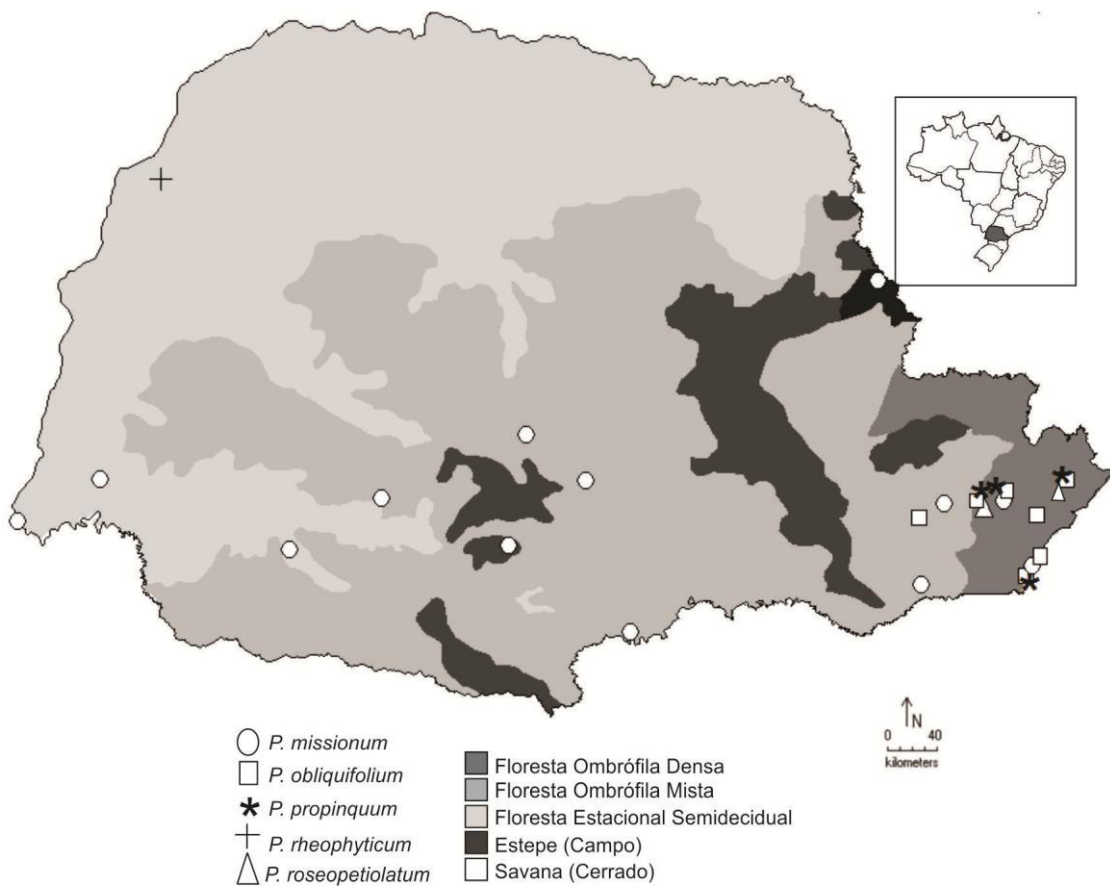 N
0 40
kilometers
P. missionum
P. obliquifolium
P. propinquum
P. rheophyticum
P. roseopetiolatum
Floresta Ombrófila Densa
Floresta Ombrófila Mista
Floresta Estacional Semidecidual
Estepe (Campo)
Savana (Cerrado)